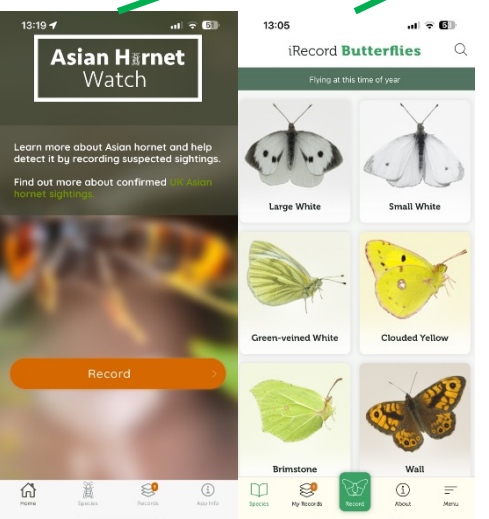 13:19
Asian Hornet
Watch
Learn more about Asian hornet and help
detect it by recording suspected sightings.
Find out more about confirmed UK Asian
hornet sightings.
Record
Home
Species
Records
App info
13:05
iRecord Butterflies
Flying at this time of year
Large White
Small White
Green-veined White
Clouded Yellow
Brimstone
Wall
Species
My Records
Record
About
Menu